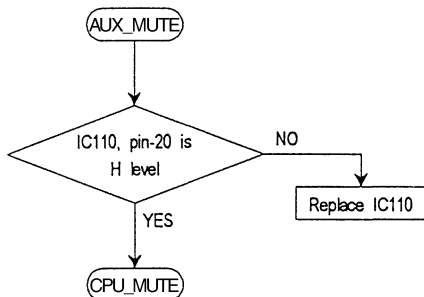 AUX_MUTE
IC110, pin-20 is
H level
NO
Replace IC110
YES
CPU_MUTE